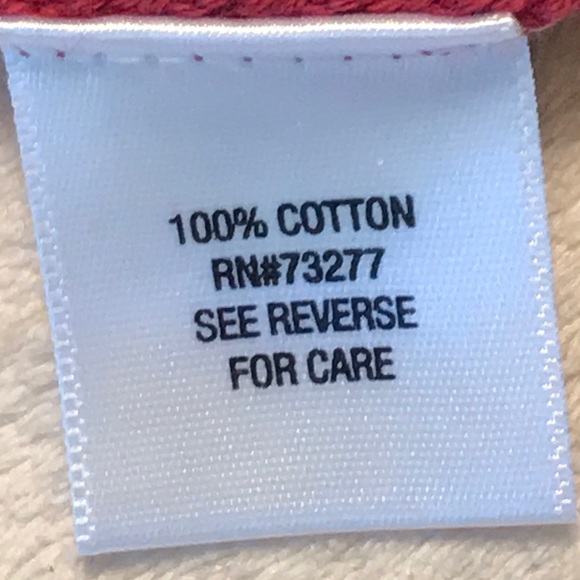 100% COTTON
RN#73277
SEE REVERSE
FOR CARE